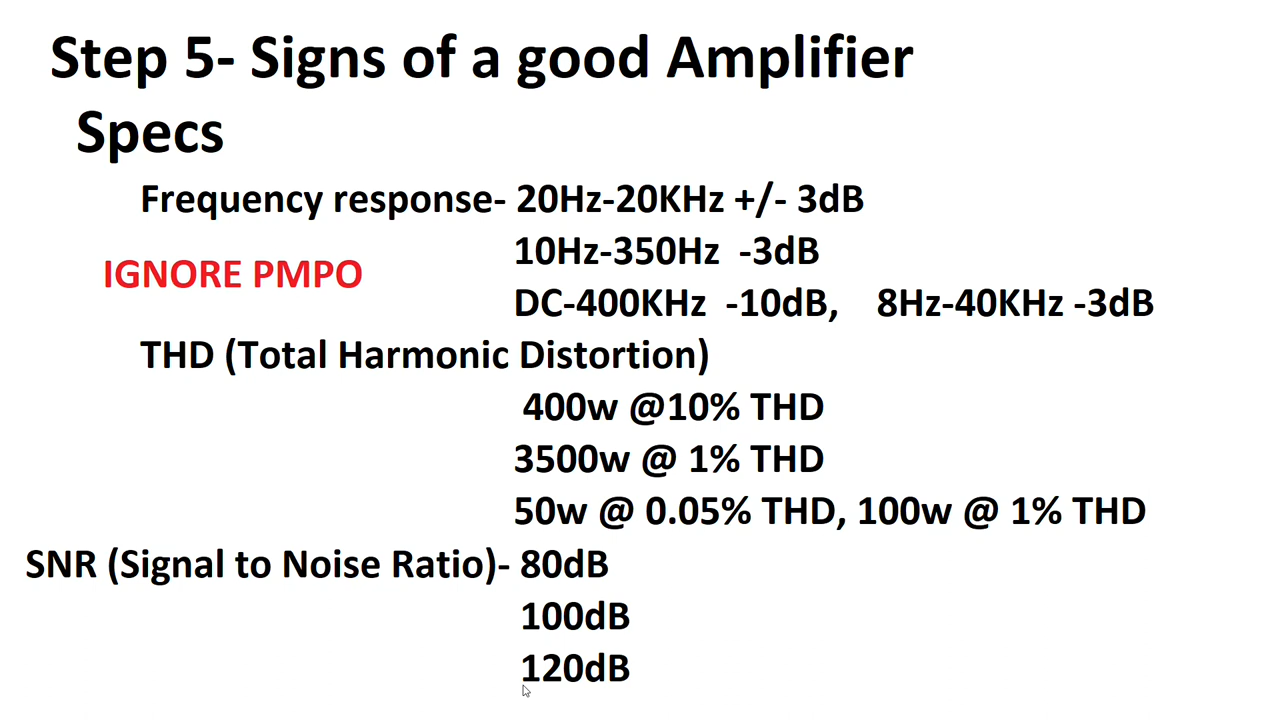 Step 5- Signs of a good Amplifier
Specs
Frequency response- 20Hz-20KHz +/- 3dB
10Hz-350Hz -3dB
IGNORE PMPO
DC-400KHz -10dB, 8Hz-40KHz -3dB
THD (Total Harmonic Distortion)
400w @10% THD
3500w @ 1% THD
50w @ 0.05% THD, 100w @ 1% THD
SNR (Signal to Noise Ratio)- 80dB
100dB
120dB